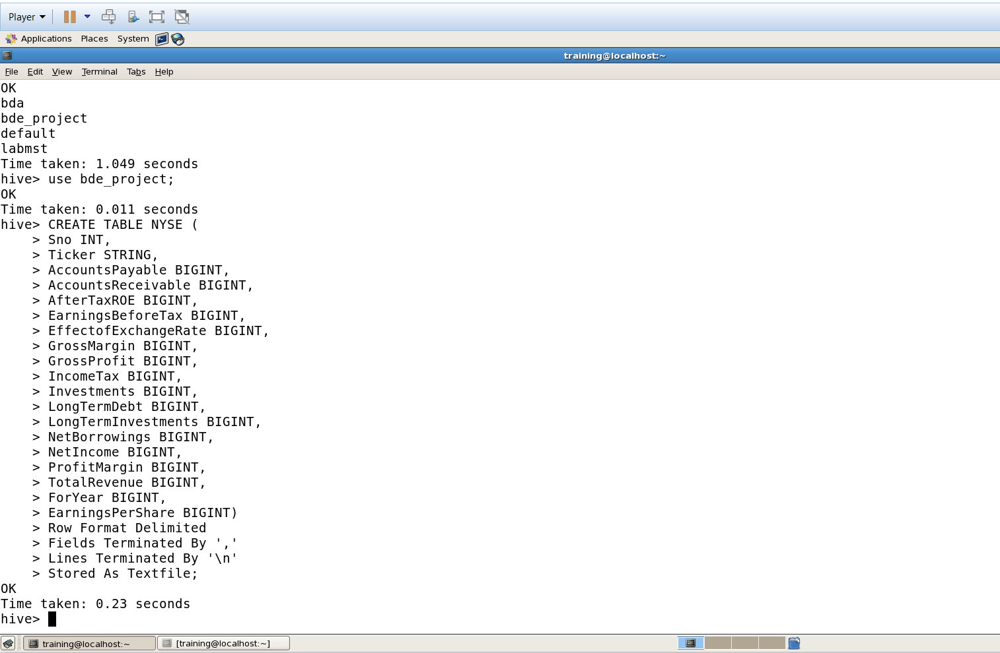 Player
Applications Places System
training@localhost:~
File Edit View Terminal Tabs Help
OK
bda
bde_project
default
labmst
Time taken: 1.049 seconds
hive> use bde_project;
OK
Time taken: 0.011 seconds
hive> CREATE TABLE NYSE (
    > Sno INT,
    > Ticker STRING,
    > AccountsPayable BIGINT,
    > AccountsReceivable BIGINT,
    > AfterTaxROE BIGINT,
    > EarningsBeforeTax BIGINT,
    > EffectofExchangeRate BIGINT,
    > GrossMargin BIGINT,
    > GrossProfit BIGINT,
    > IncomeTax BIGINT,
    > Investments BIGINT,
    > LongTermDebt BIGINT,
    > LongTermInvestments BIGINT,
    > NetBorrowings BIGINT,
    > NetIncome BIGINT,
    > ProfitMargin BIGINT,
    > TotalRevenue BIGINT,
    > ForYear BIGINT,
    > EarningsPerShare BIGINT)
    > Row Format Delimited
    > Fields Terminated By ','
    > Lines Terminated By '\n'
    > Stored As Textfile;
OK
Time taken: 0.23 seconds
hive>
training@localhost:~ [training@localhost:~]